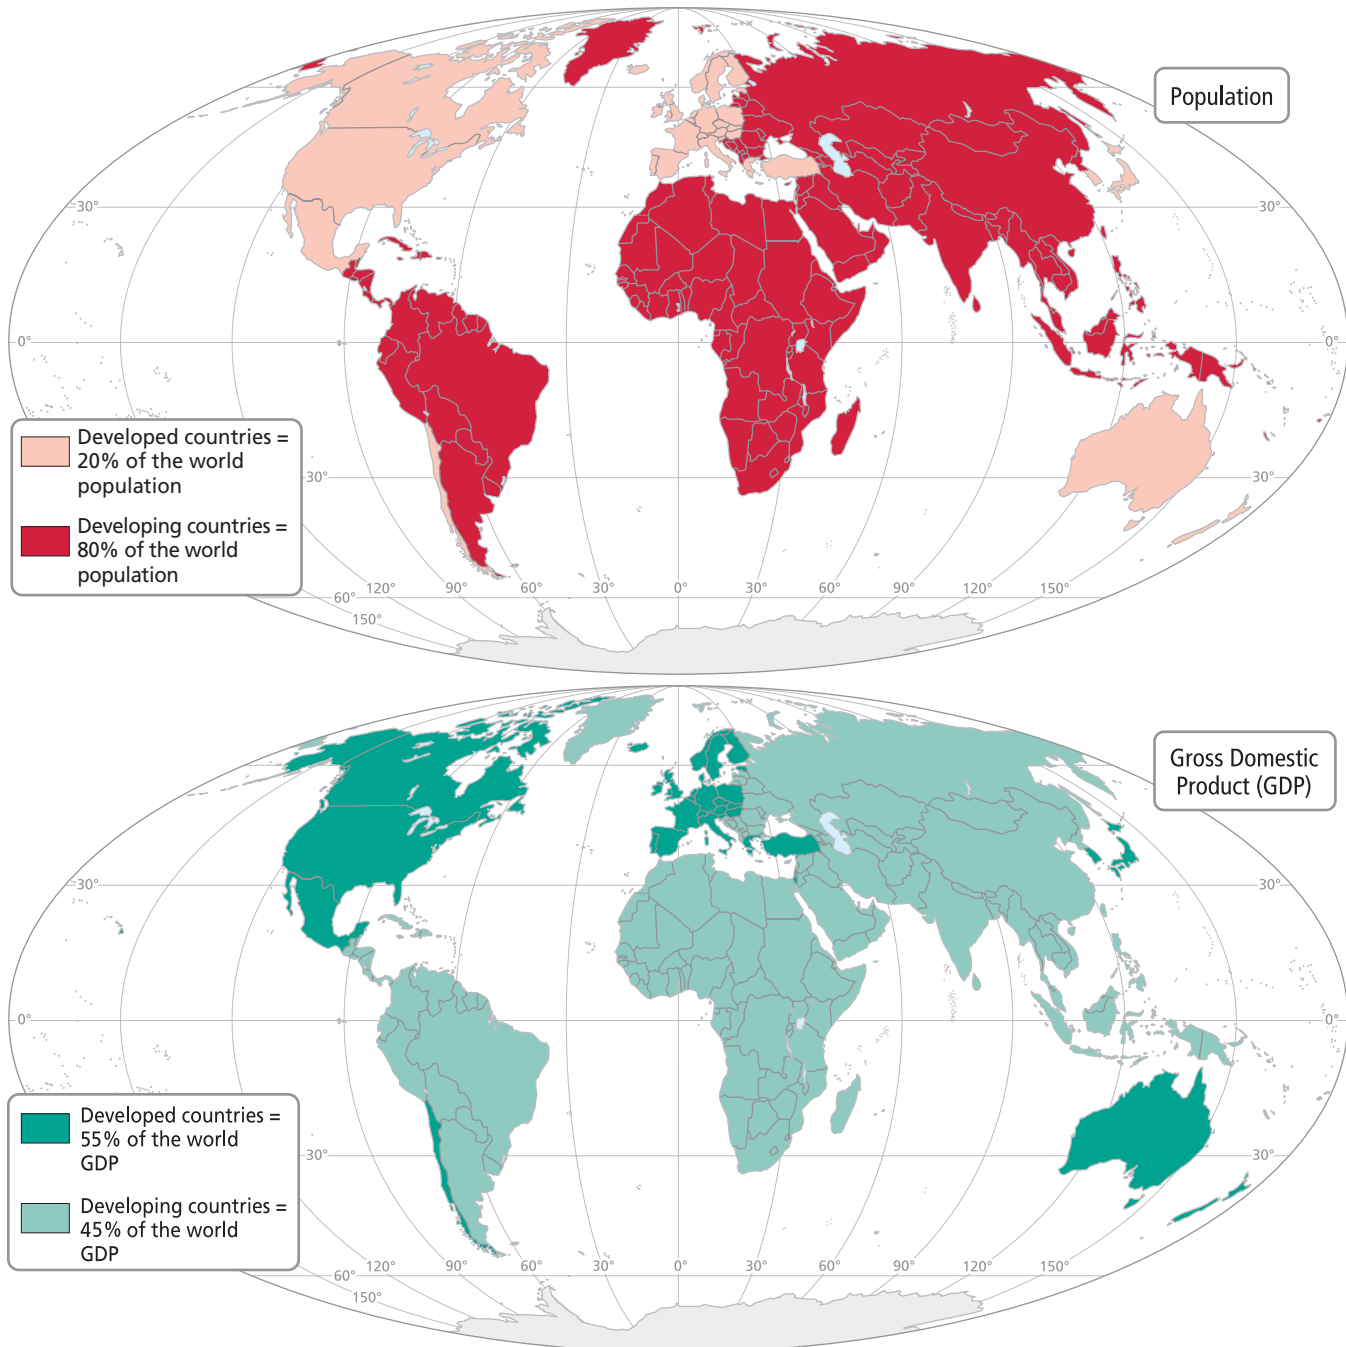 Population
30°
30°
0°
0°
Developed countries =
20% of the world
population
Developing countries =
80% of the world
population
30°
30°
120°
90°
60°
30°
0°
30°
60°
90°
120°
150°
60°
150°
Gross Domestic
Product (GDP)
30°
30°
0°
0°
Developed countries =
55% of the world
GDP
Developing countries =
45% of the world
GDP
30°
30°
120°
90°
60°
30°
0°
30°
60°
90°
120°
150°
60°
150°